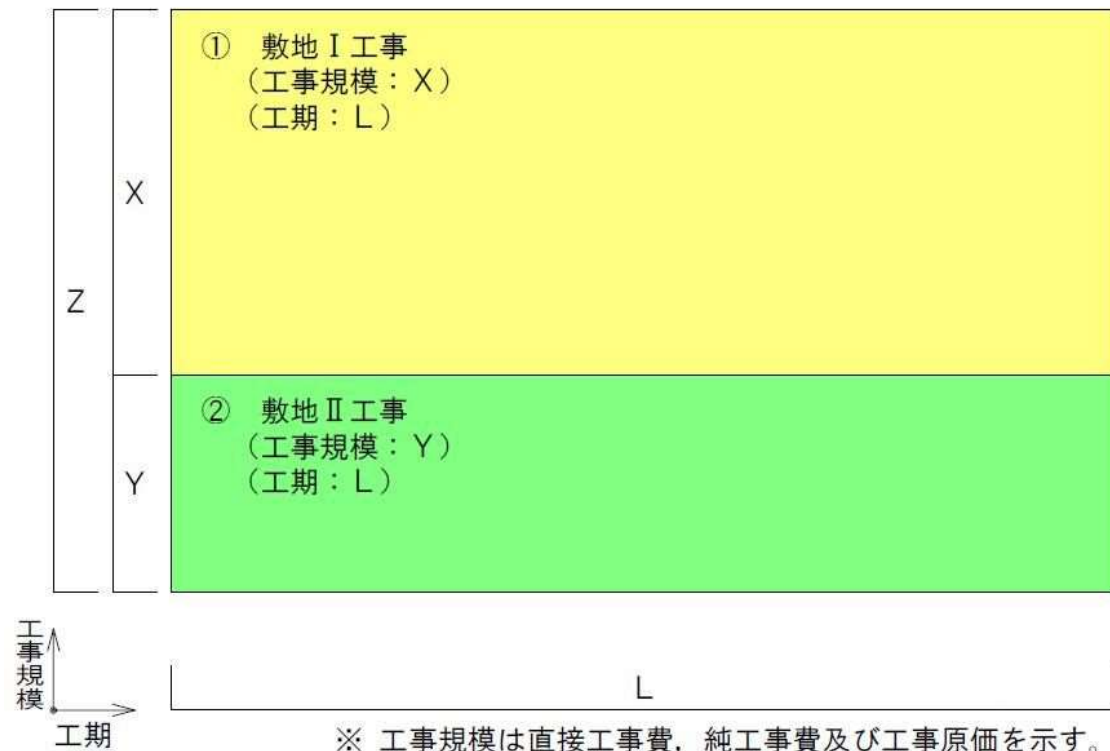 ① 敷地Ⅰ工事
（工事規模：Ｘ）
（工期：Ｌ）
Ｘ
Ｚ
② 敷地Ⅱ工事
（工事規模：Ｙ）
（工期：Ｌ）
Ｙ
工事規模
工期
Ｌ
※ 工事規模は直接工事費，純工事費及び工事原価を示す。